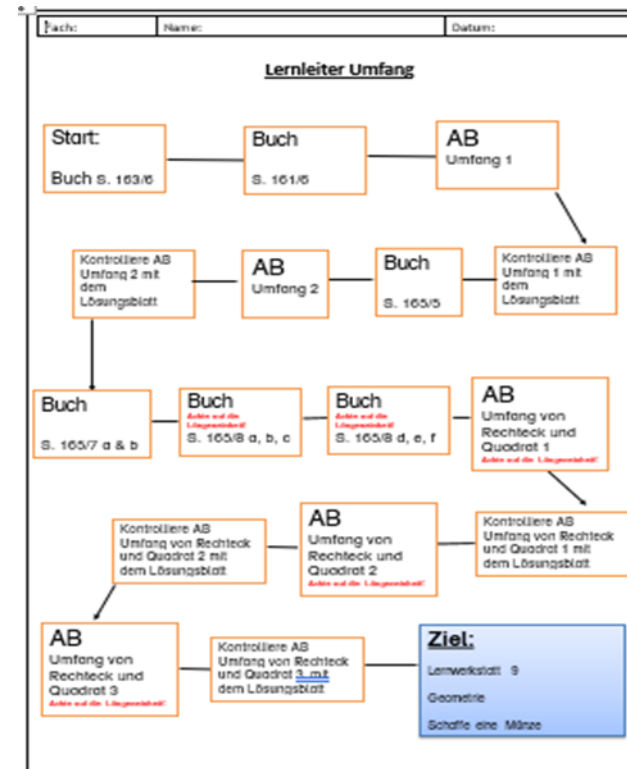 Fach:
Name:
Datum:
Lernleiter Umfang
Start:
Buch S. 163/6
Buch
S. 161/6
AB
Umfang 1
Kontrolliere AB
Umfang 1 mit
dem
Lösungsblatt
Buch
S. 165/5
AB
Umfang 2
Kontrolliere AB
Umfang 2 mit
dem
Lösungsblatt
Buch
S. 165/7 a & b
Buch
Achte auf die
Längeneinheit!
S. 165/8 a, b, c
Buch
Achte auf die
Längeneinheit!
S. 165/8 d, e, f
AB
Umfang von
Rechteck und
Quadrat 1
Achte auf die Längeneinheit!
Kontrolliere AB
Umfang von Rechteck
und Quadrat 1 mit
dem Lösungsblatt
AB
Umfang von
Rechteck und
Quadrat 2
Achte auf die Längeneinheit!
Kontrolliere AB
Umfang von Rechteck
und Quadrat 2 mit
dem Lösungsblatt
AB
Umfang von
Rechteck und
Quadrat 3
Achte auf die Längeneinheit!
Kontrolliere AB
Umfang von Rechteck
und Quadrat 3 mit
dem Lösungsblatt
Ziel:
Lernwerkstatt 9
Geometrie
Schaffe eine Münze